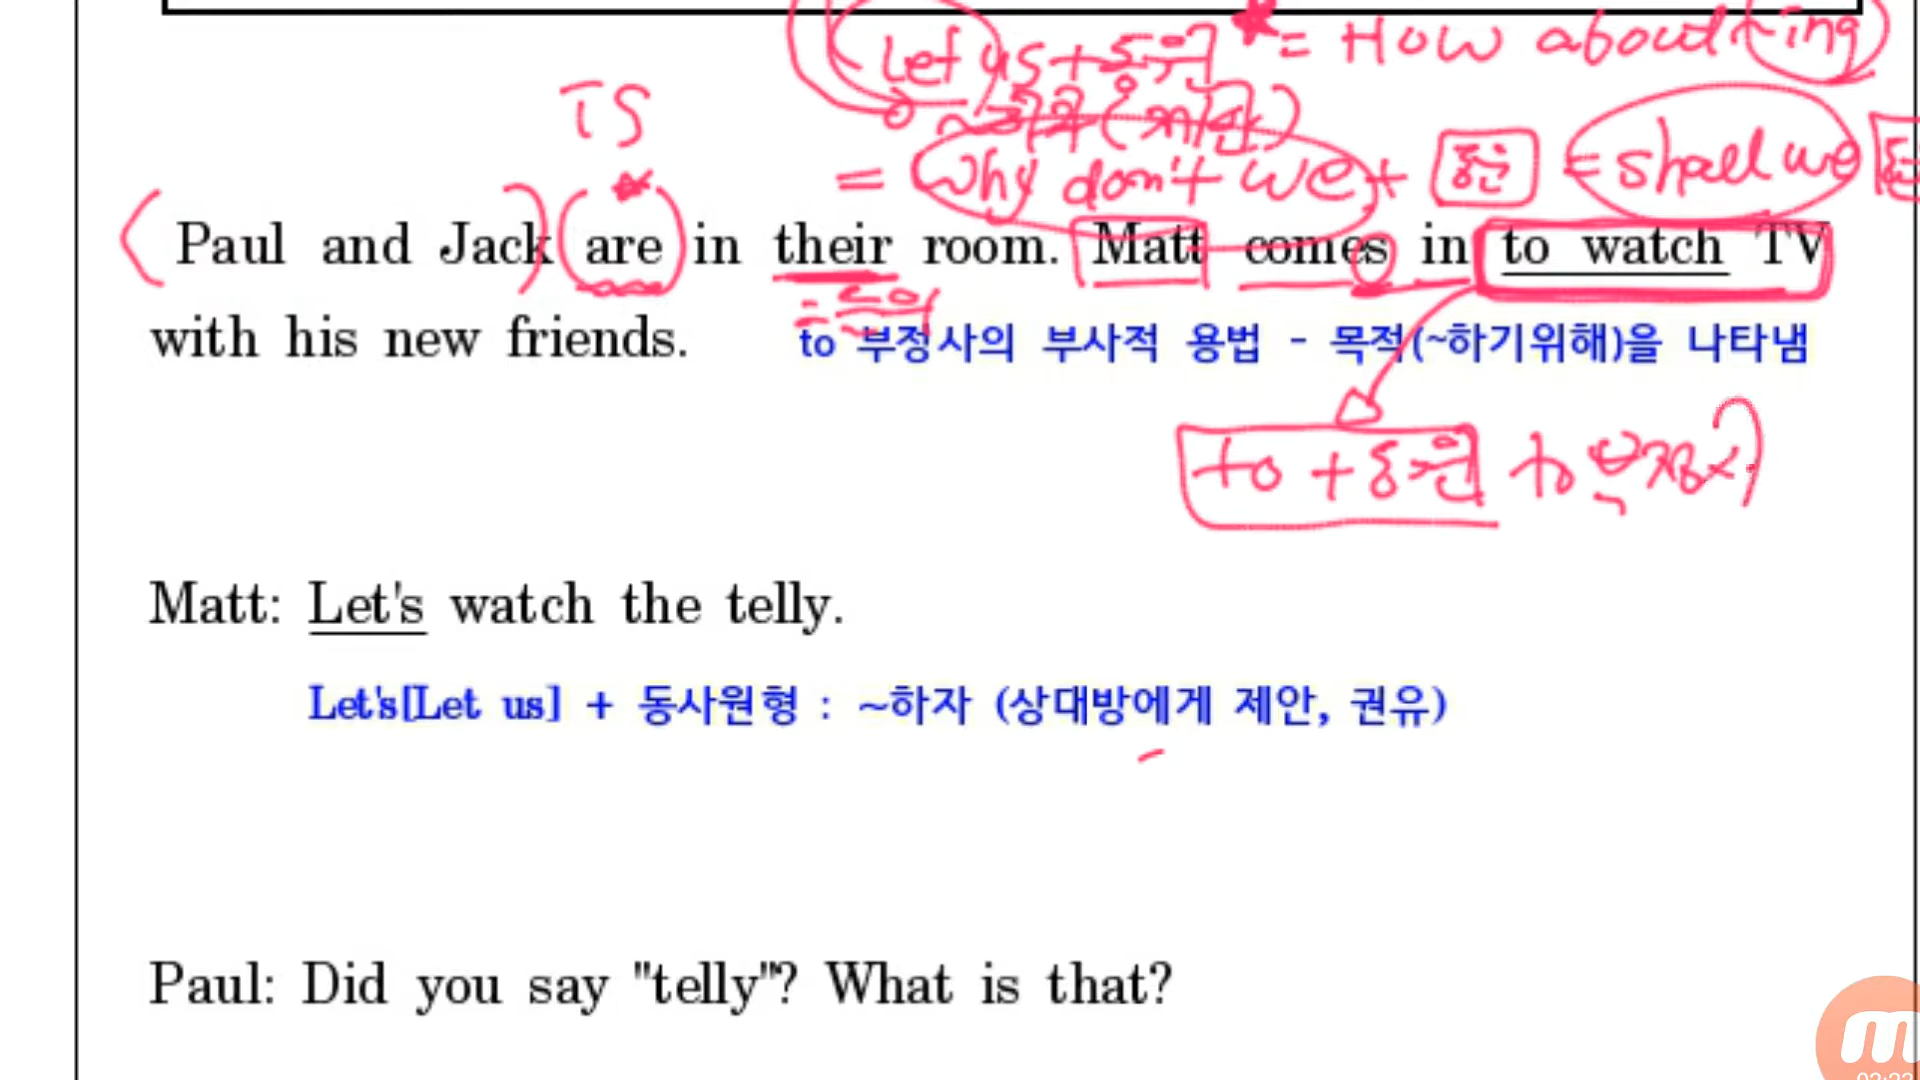 Let us + 동원 = How about ~ing
~하자 (제안)
= Why don't we + 동원 = shall we
Paul and Jack are in their room. Matt comes in to watch TV
with his new friends. to 부정사의 부사적 용법 - 목적(~하기위해)을 나타냄
to + 동원 to부정사
Matt: Let's watch the telly.
Let's[Let us] + 동사원형 : ~하자 (상대방에게 제안, 권유)
Paul: Did you say "telly"? What is that?